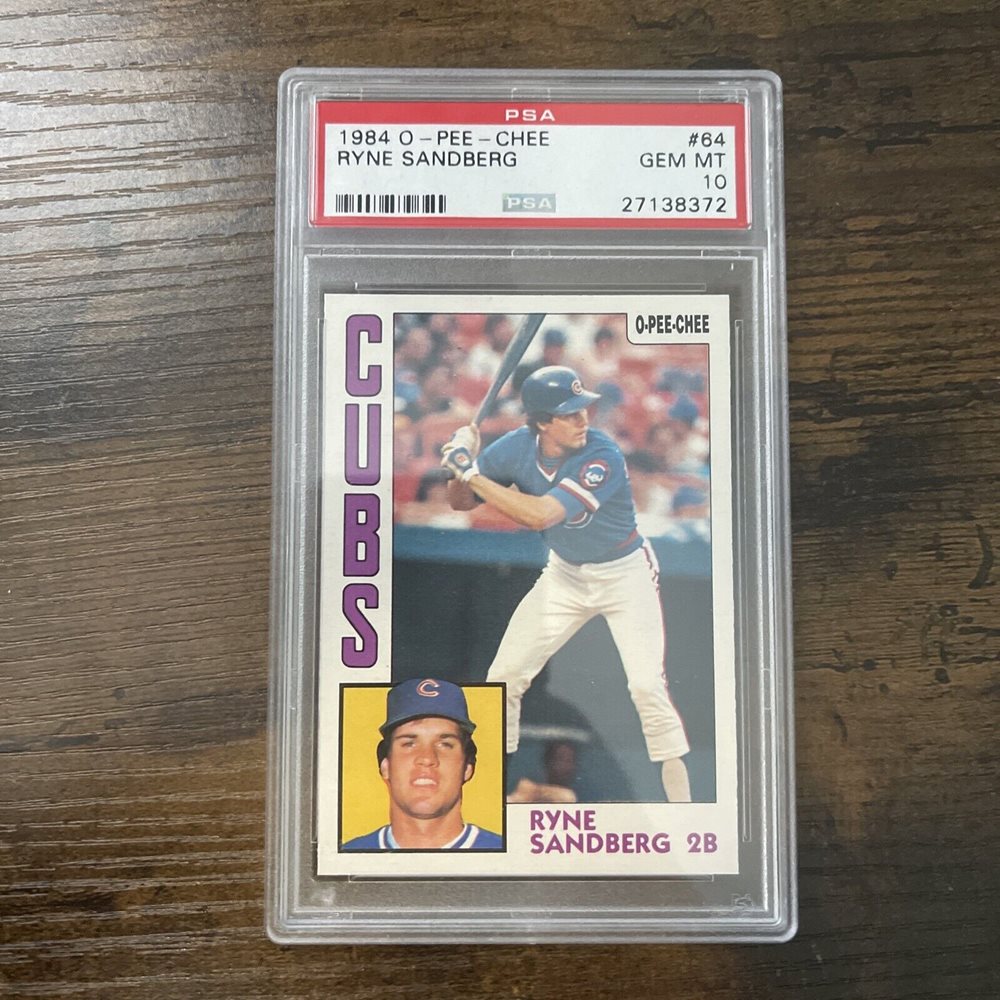 PSA
1984 O-PEE-CHEE #64
RYNE SANDBERG GEM MT
10
PSA 27138372
O-PEE-CHEE
CUBS
C
C
RYNE
SANDBERG 2B